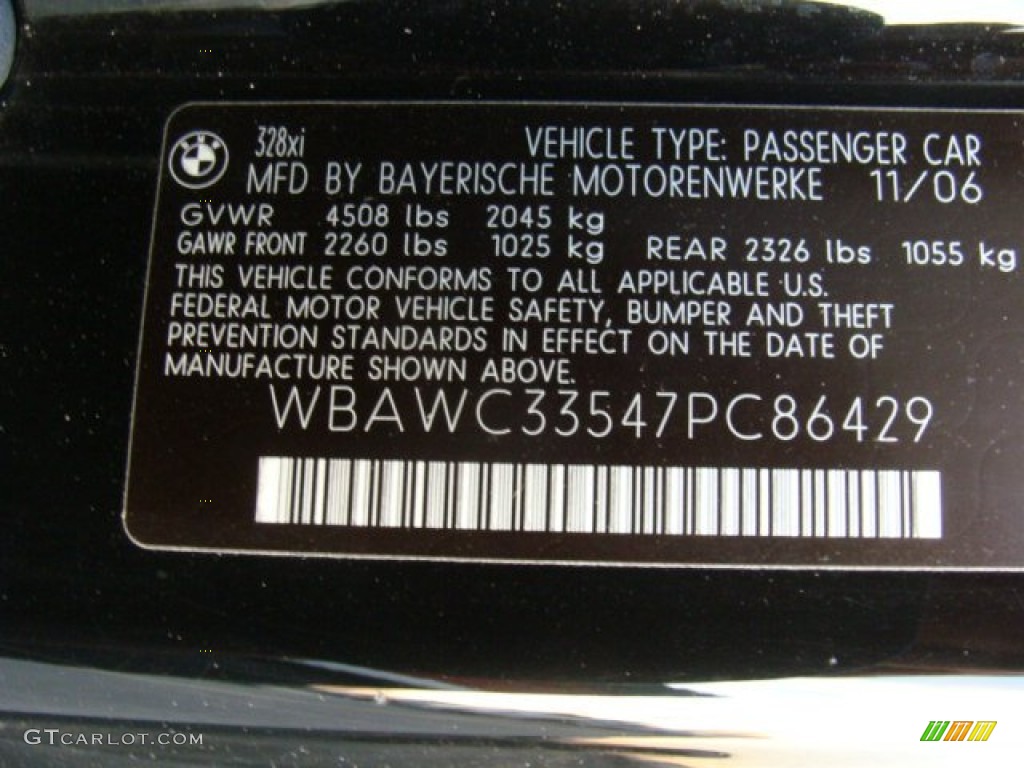 BMW
328xi VEHICLE TYPE: PASSENGER CAR
MFD BY BAYERISCHE MOTORENWERKE 11/06
GVWR 4508 lbs 2045 kg
GAWR FRONT 2260 lbs 1025 kg REAR 2326 lbs 1055 kg
THIS VEHICLE CONFORMS TO ALL APPLICABLE U.S.
FEDERAL MOTOR VEHICLE SAFETY, BUMPER AND THEFT
PREVENTION STANDARDS IN EFFECT ON THE DATE OF
MANUFACTURE SHOWN ABOVE.
WBAWC33547PC86429
GTCARLOT.COM